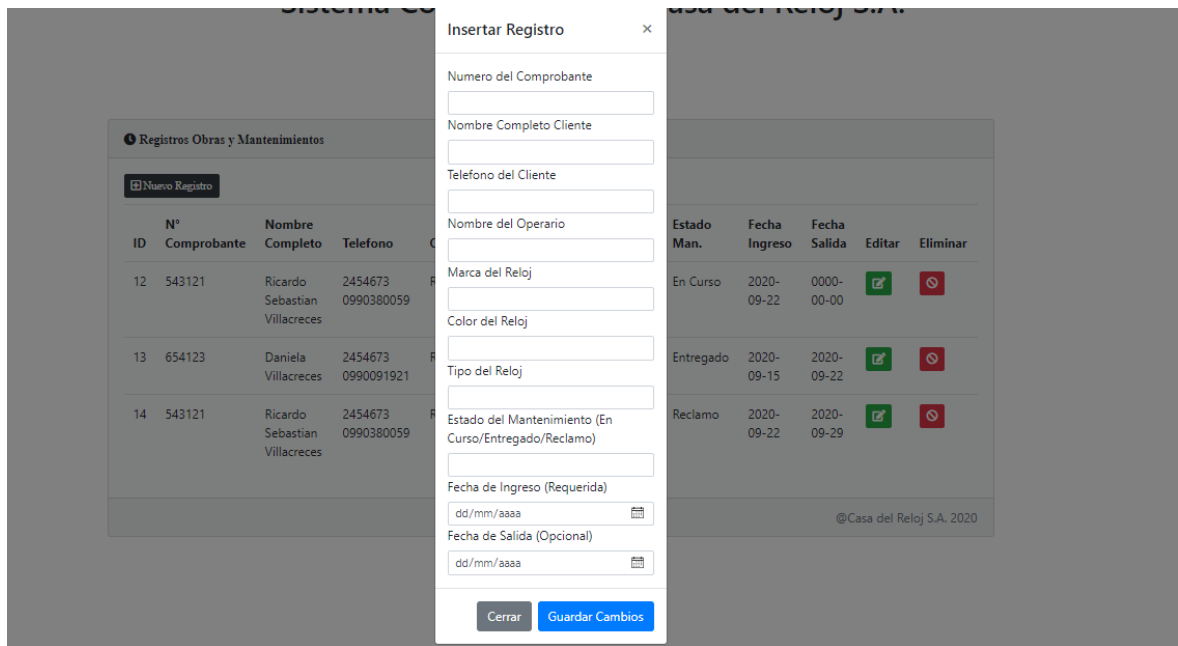 Sistema Co
asa del Reloj S.A.
Insertar Registro ×
Numero del Comprobante
Nombre Completo Cliente
Telefono del Cliente
Nombre del Operario
Marca del Reloj
Color del Reloj
Tipo del Reloj
Estado del Mantenimiento (En
Curso/Entregado/Reclamo)
Fecha de Ingreso (Requerida)
dd/mm/aaaa
Fecha de Salida (Opcional)
dd/mm/aaaa
Cerrar Guardar Cambios
Registros Obras y Mantenimientos
Nuevo Registro
ID N° Comprobante Nombre Completo Telefono Estado Man. Fecha Ingreso Fecha Salida Editar Eliminar
12 543121 Ricardo Sebastian Villacreces 2454673 0990380059 En Curso 2020-09-22 0000-00-00
13 654123 Daniela Villacreces 2454673 0990091921 Entregado 2020-09-15 2020-09-22
14 543121 Ricardo Sebastian Villacreces 2454673 0990380059 Reclamo 2020-09-22 2020-09-29
@Casa del Reloj S.A. 2020